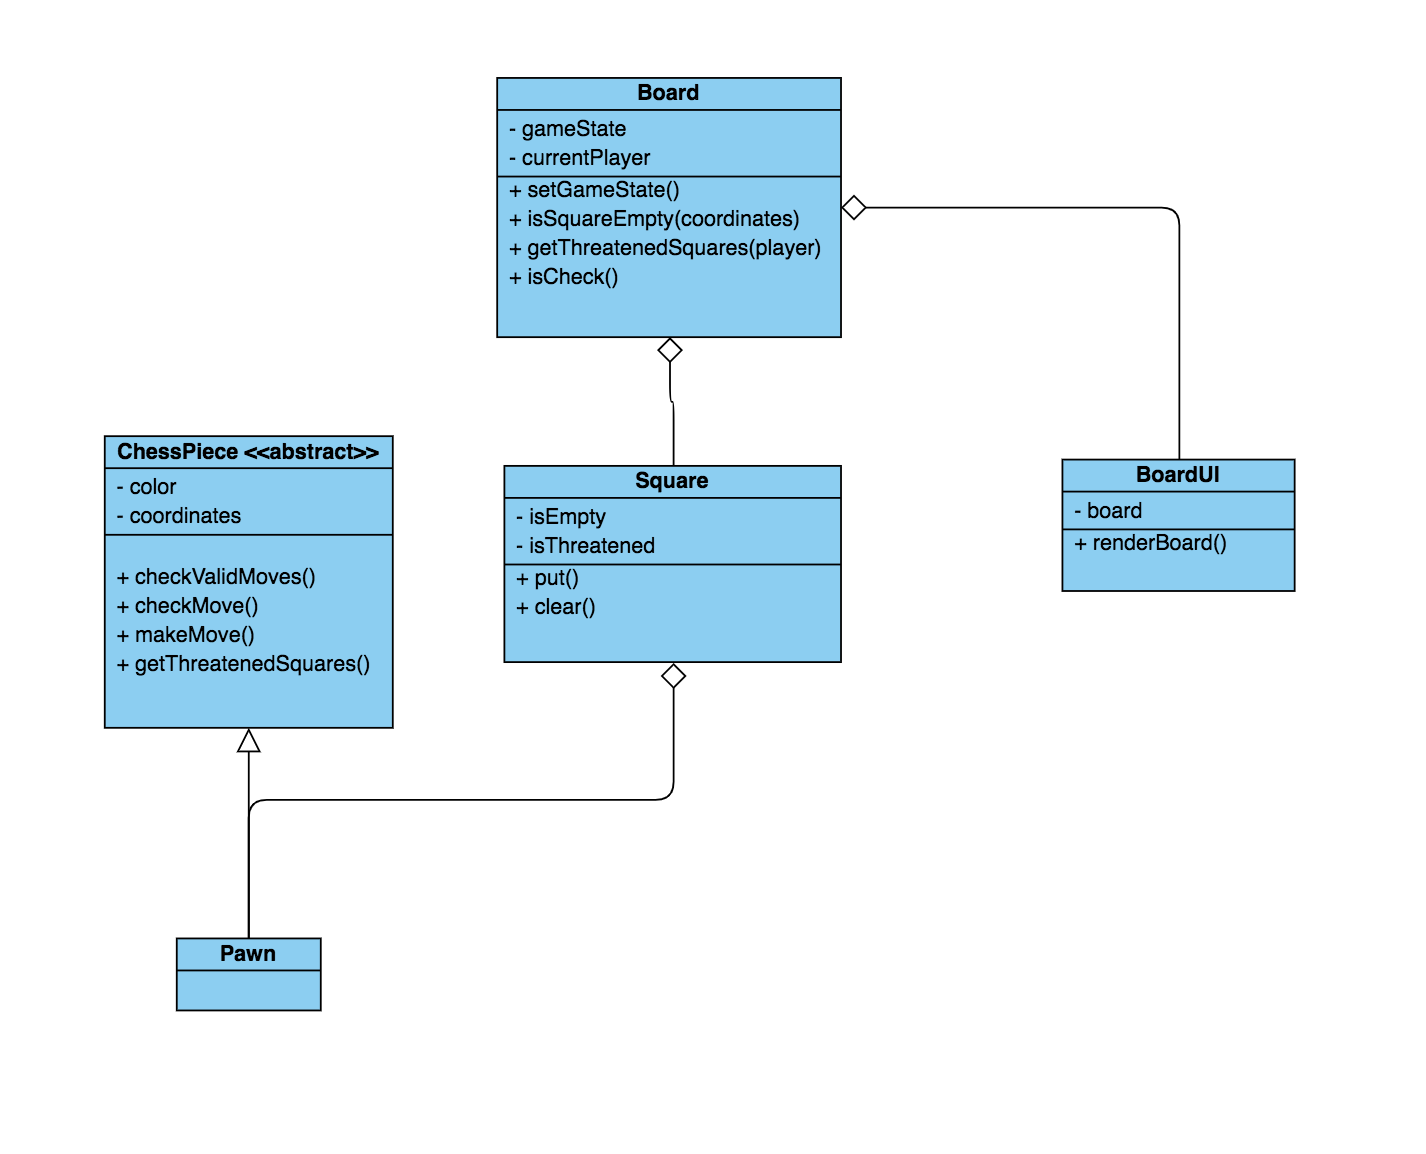 Board
- gameState
- currentPlayer
+ setGameState()
+ isSquareEmpty(coordinates)
+ getThreatenedSquares(player)
+ isCheck()
ChessPiece <<abstract>>
- color
- coordinates
+ checkValidMoves()
+ checkMove()
+ makeMove()
+ getThreatenedSquares()
Square
- isEmpty
- isThreatened
+ put()
+ clear()
BoardUI
- board
+ renderBoard()
Pawn